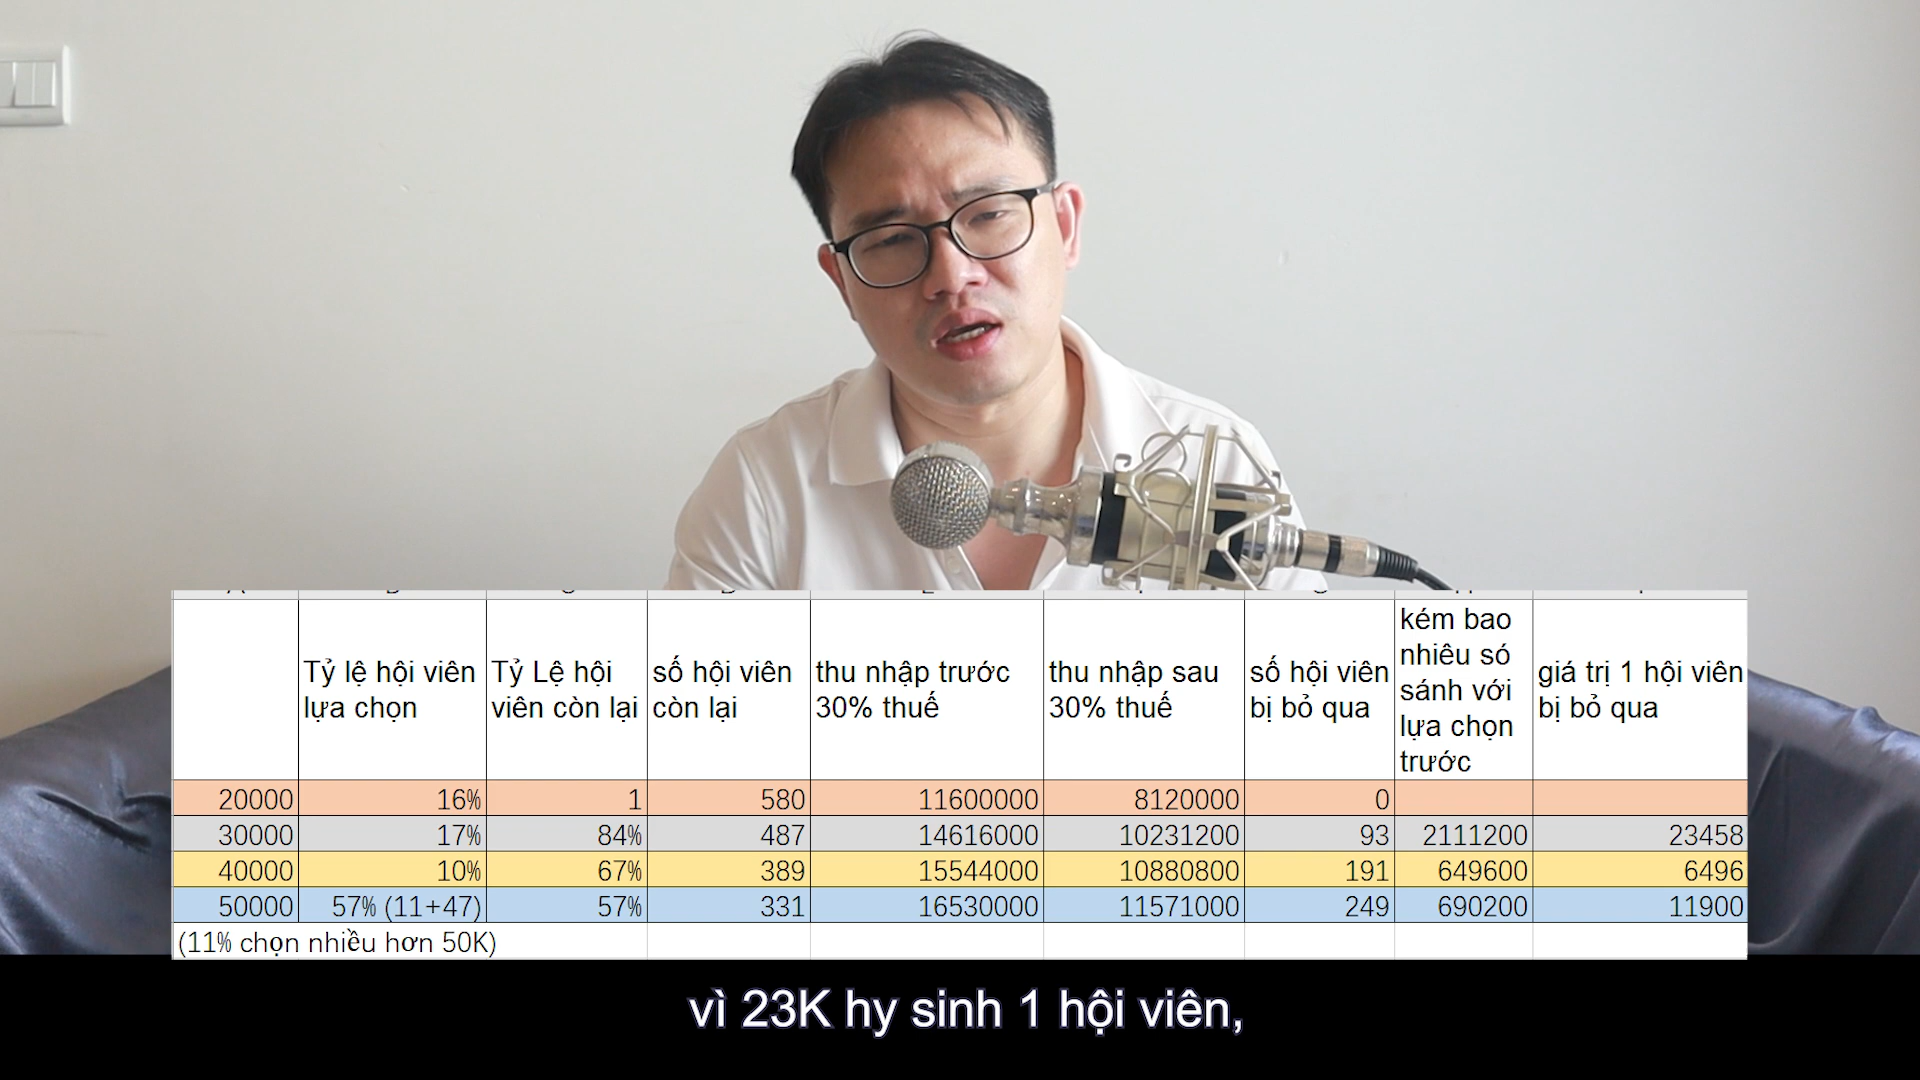 Tỷ lệ hội viên lựa chọn
Tỷ Lệ hội viên còn lại
số hội viên còn lại
thu nhập trước 30% thuế
thu nhập sau 30% thuế
số hội viên bị bỏ qua
kém bao nhiêu só sánh với lựa chọn trước
giá trị 1 hội viên bị bỏ qua
20000 16% 1 580 11600000 8120000 0
30000 17% 84% 487 14616000 10231200 93 2111200 23458
40000 10% 67% 389 15544000 10880800 191 649600 6496
50000 57% (11+47) 57% 331 16530000 11571000 249 690200 11900
(11% chọn nhiều hơn 50K)
vì 23K hy sinh 1 hội viên,